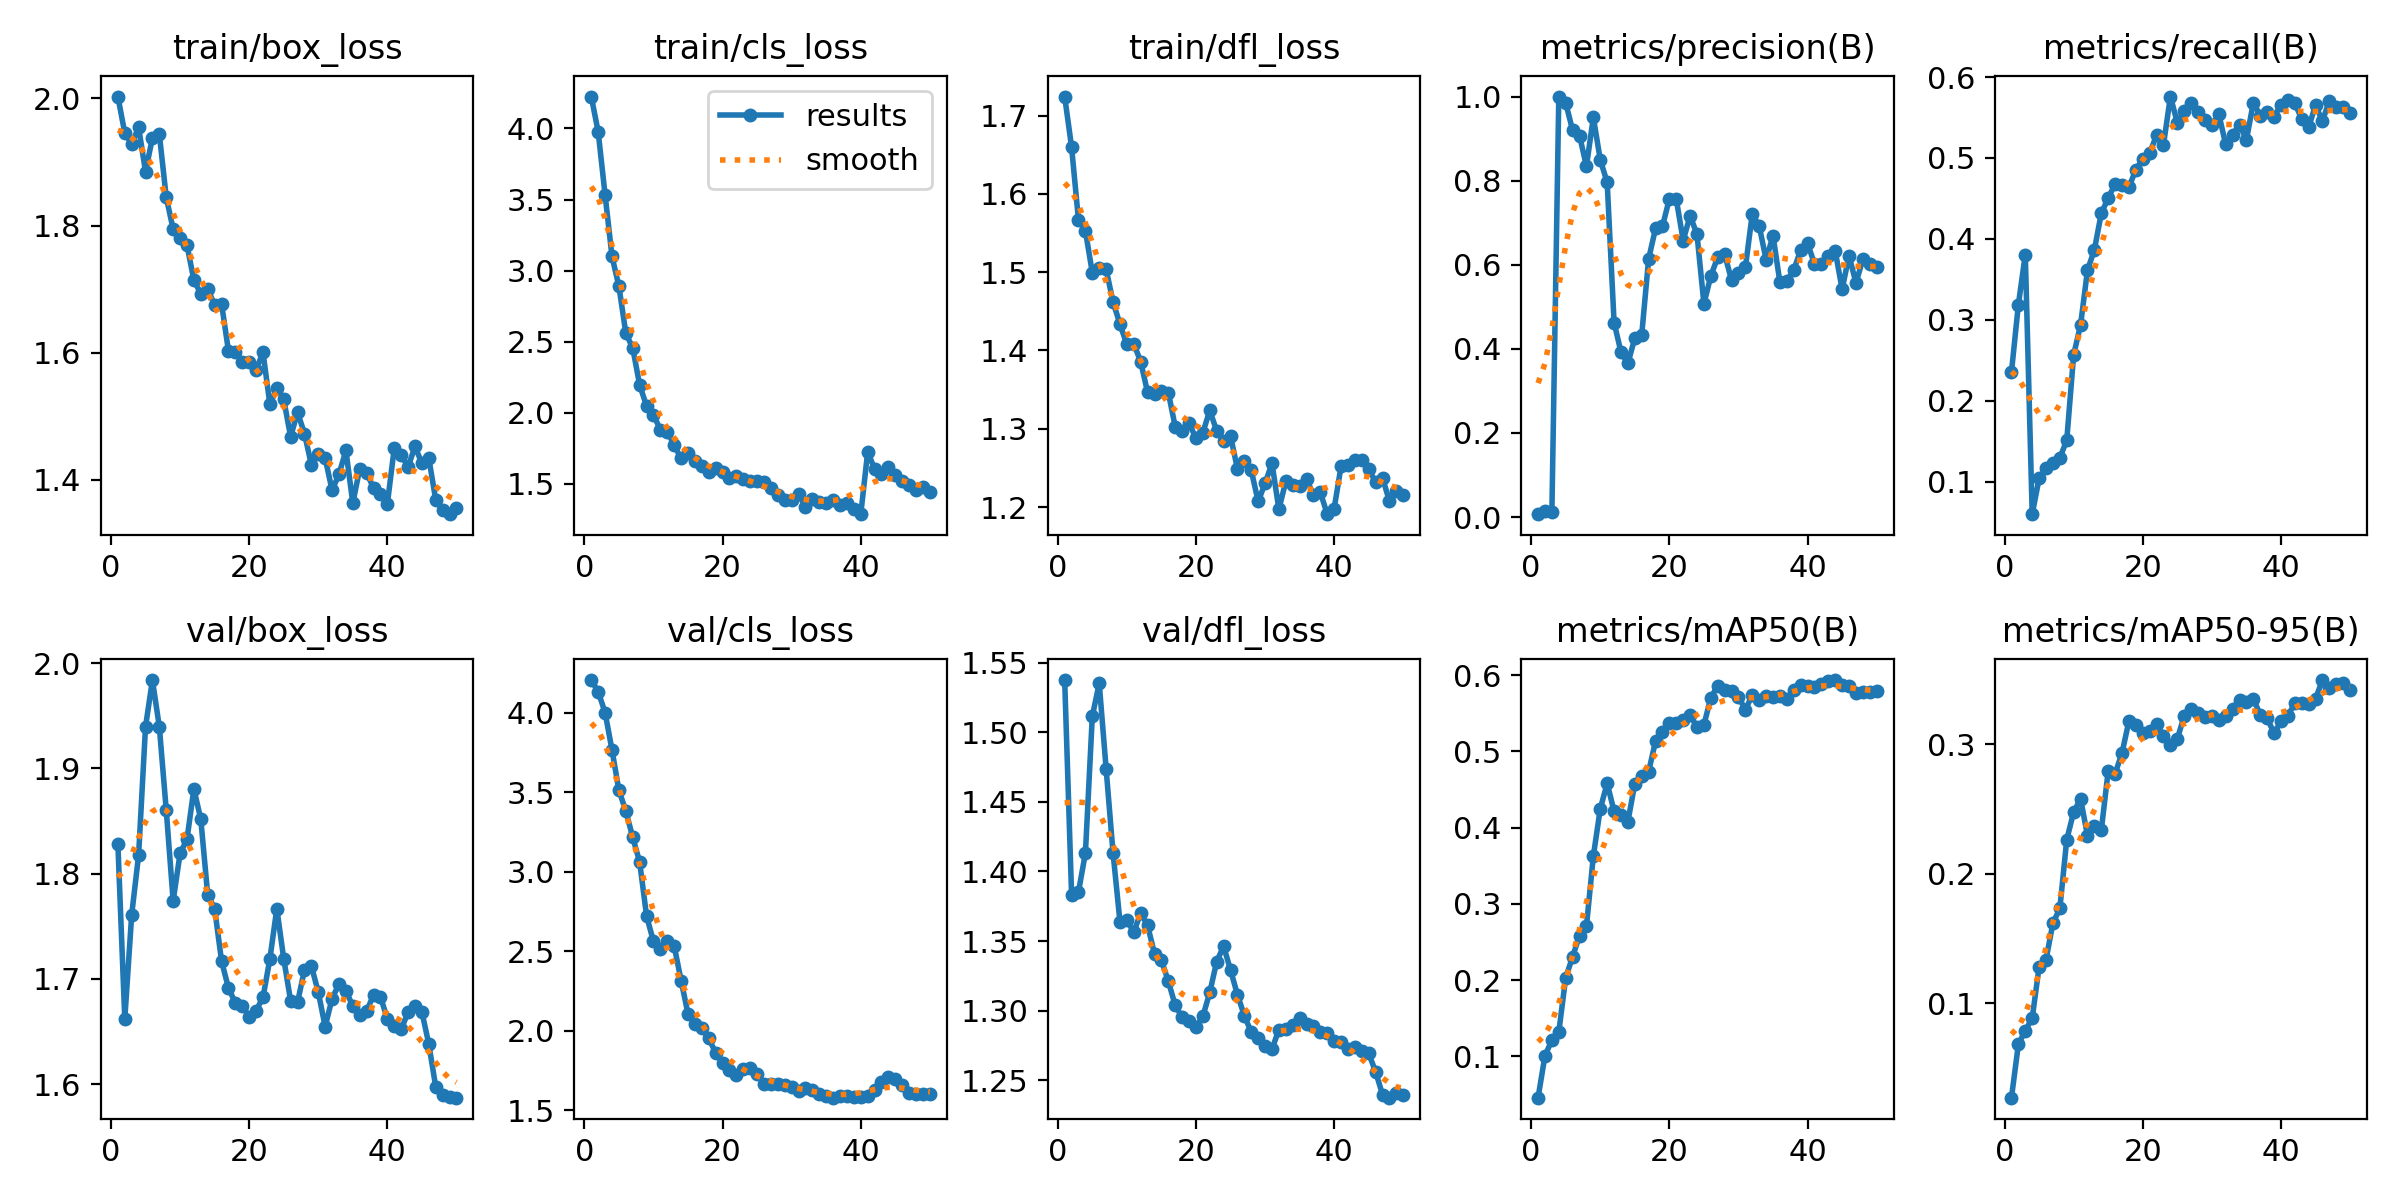 train/box_loss
2.0
1.8
1.6
1.4
0 20 40
train/cls_loss
results
smooth
4.0
3.5
3.0
2.5
2.0
1.5
0 20 40
train/dfl_loss
1.7
1.6
1.5
1.4
1.3
1.2
0 20 40
metrics/precision(B)
1.0
0.8
0.6
0.4
0.2
0.0
0 20 40
metrics/recall(B)
0.6
0.5
0.4
0.3
0.2
0.1
0 20 40
val/box_loss
2.0
1.9
1.8
1.7
1.6
0 20 40
val/cls_loss
4.0
3.5
3.0
2.5
2.0
1.5
0 20 40
val/dfl_loss
1.55
1.50
1.45
1.40
1.35
1.30
1.25
0 20 40
metrics/mAP50(B)
0.6
0.5
0.4
0.3
0.2
0.1
0 20 40
metrics/mAP50-95(B)
0.3
0.2
0.1
0 20 40